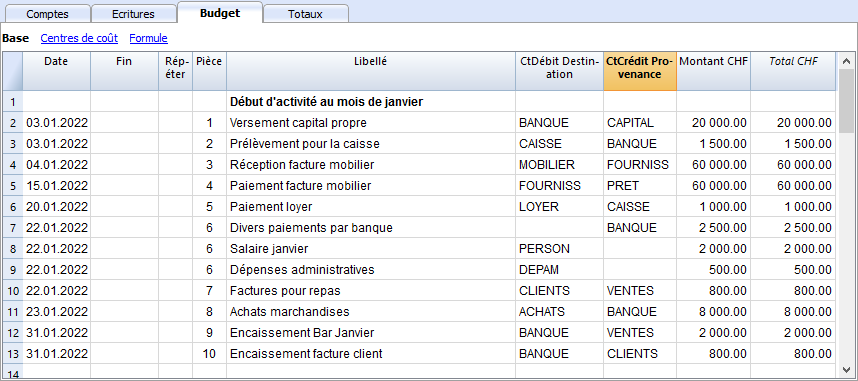 Comptes Ecritures Budget Totaux
Base Centres de coût Formule
Date Fin Rép- Pièce Libellé CtDébit Destin- CtCrédit Pro- Montant CHF Total CHF
éter ation venance
1 Début d'activité au mois de janvier
2 03.01.2022 1 Versement capital propre BANQUE CAPITAL 20 000.00 20 000.00
3 03.01.2022 2 Prélèvement pour la caisse CAISSE BANQUE 1 500.00 1 500.00
4 04.01.2022 3 Réception facture mobilier MOBILIER FOURNISS 60 000.00 60 000.00
5 15.01.2022 4 Paiement facture mobilier FOURNISS PRET 60 000.00 60 000.00
6 20.01.2022 5 Paiement loyer LOYER CAISSE 1 000.00 1 000.00
7 22.01.2022 6 Divers paiements par banque BANQUE 2 500.00 2 500.00
8 22.01.2022 6 Salaire janvier PERSON 2 000.00 2 000.00
9 22.01.2022 6 Dépenses administratives DEPAM 500.00 500.00
10 22.01.2022 7 Factures pour repas CLIENTS VENTES 800.00 800.00
11 23.01.2022 8 Achats marchandises ACHATS BANQUE 8 000.00 8 000.00
12 31.01.2022 9 Encaissement Bar Janvier BANQUE VENTES 2 000.00 2 000.00
13 31.01.2022 10 Encaissement facture client BANQUE CLIENTS 800.00 800.00
14